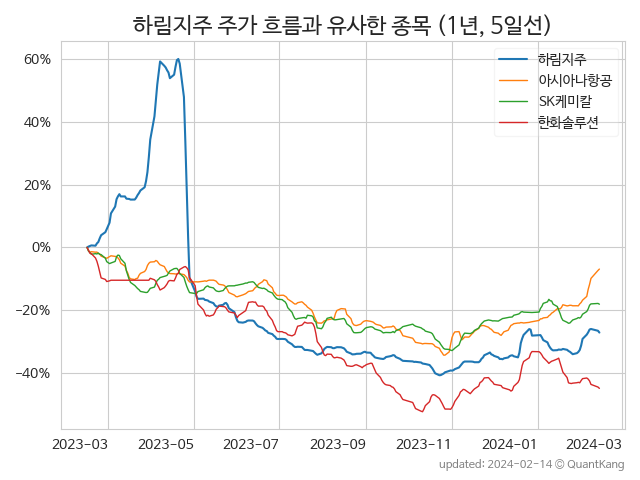 하림지주 주가 흐름과 유사한 종목 (1년, 5일선)
하림지주
아시아나항공
SK케미칼
한화솔루션
60%
40%
20%
0%
−20%
−40%
2023-03 2023-05 2023-07 2023-09 2023-11 2024-01 2024-03
updated: 2024-02-14 © QuantKang